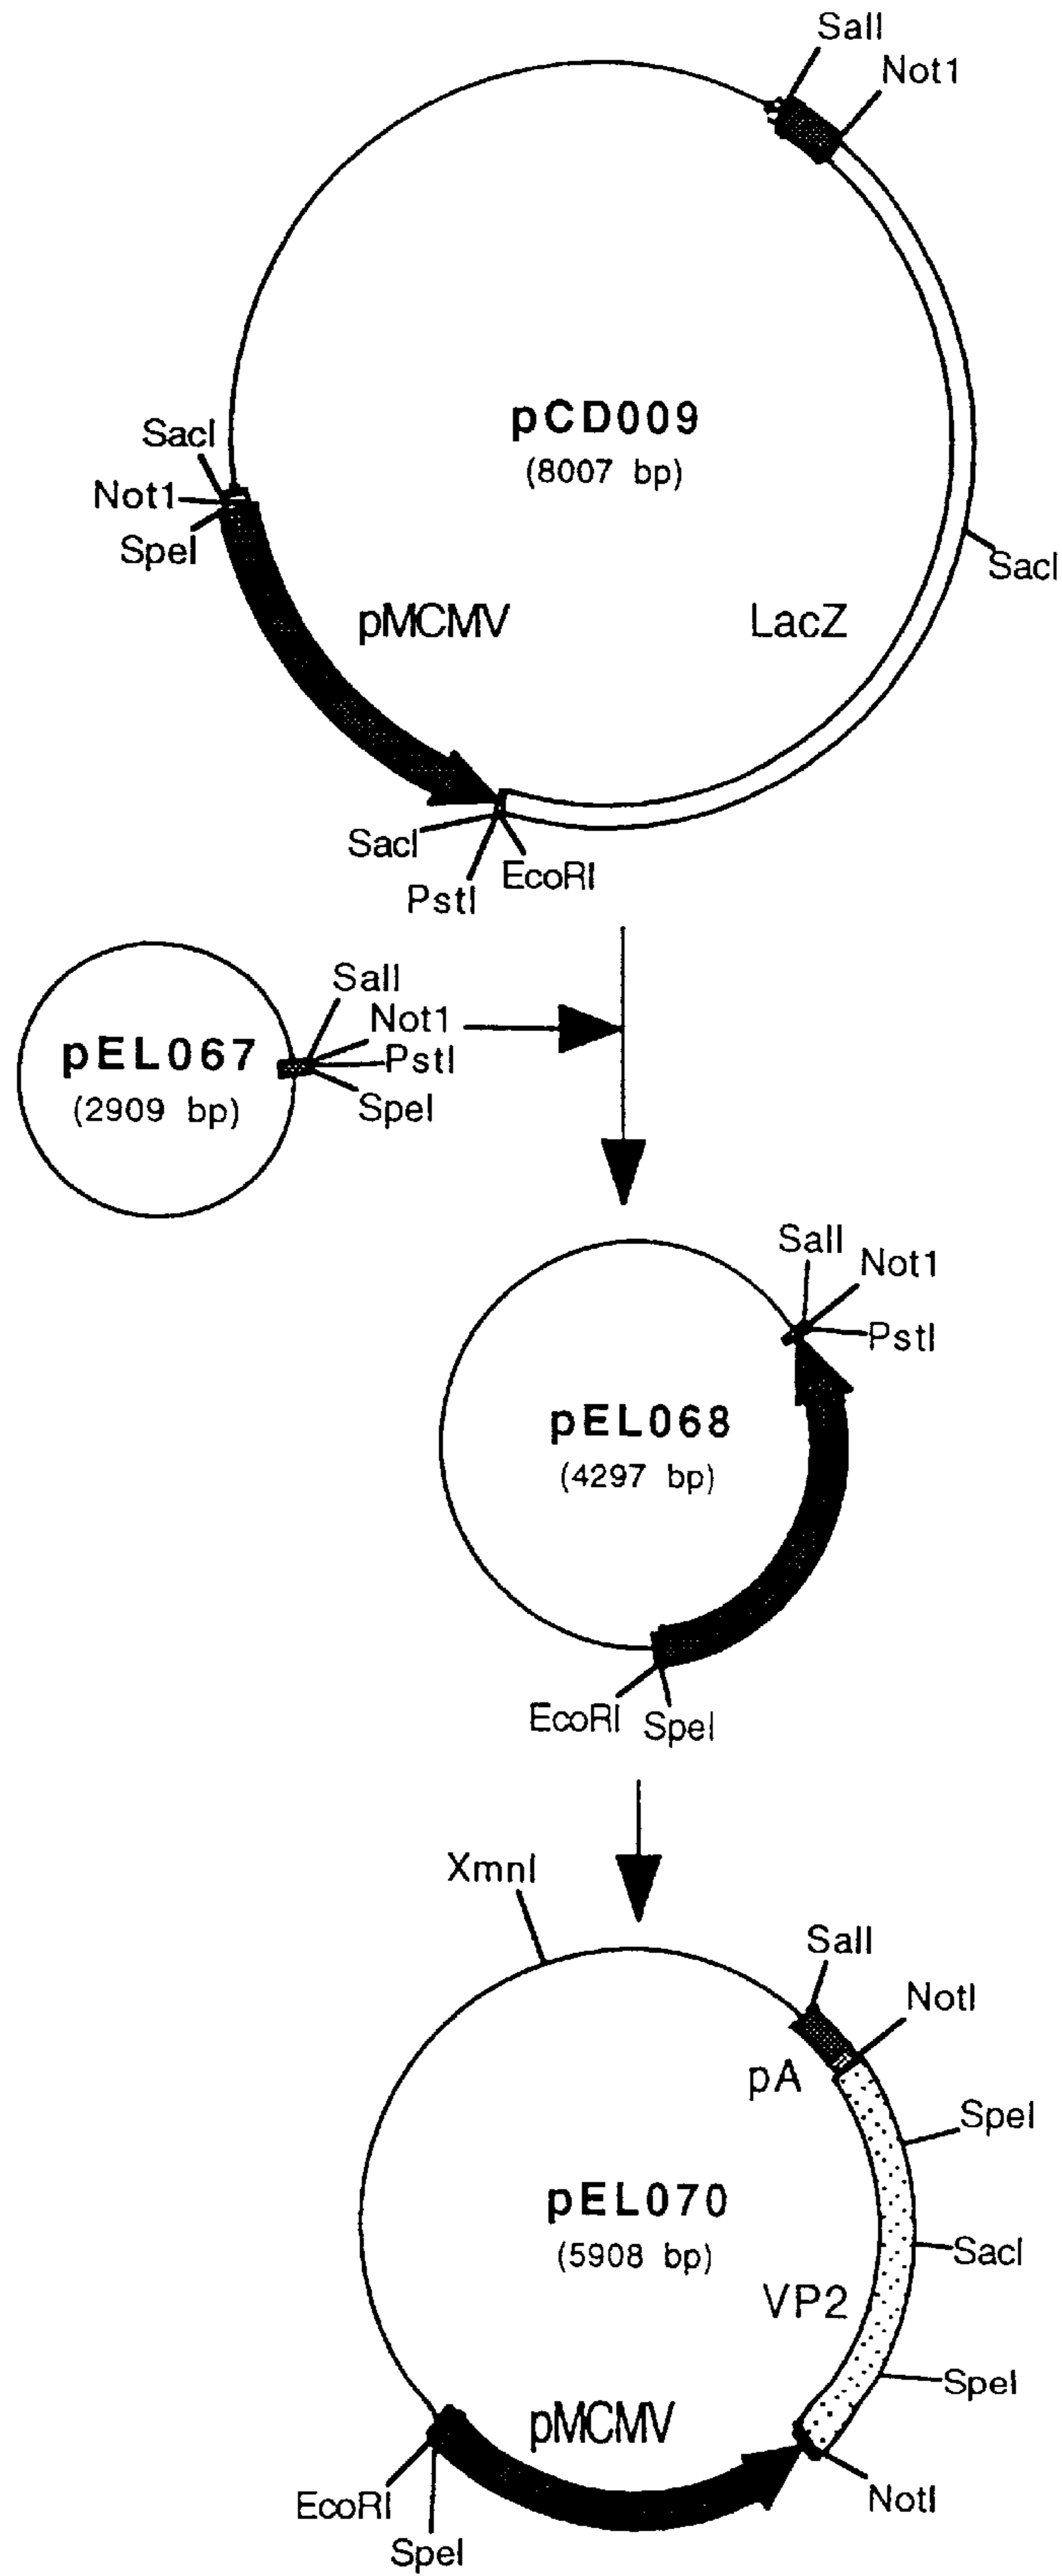 SalI
Not1
pCD009
(8007 bp)
SacI
Not1
SpeI
SacI
pMCMV
LacZ
SacI
PstI
EcoRI
SalI
Not1
PstI
SpeI
pEL067
(2909 bp)
SalI
Not1
PstI
pEL068
(4297 bp)
EcoRI
SpeI
XmnI
SalI
NotI
pA
SpeI
pEL070
(5908 bp)
SacI
VP2
SpeI
pMCMV
NotI
EcoRI
SpeI